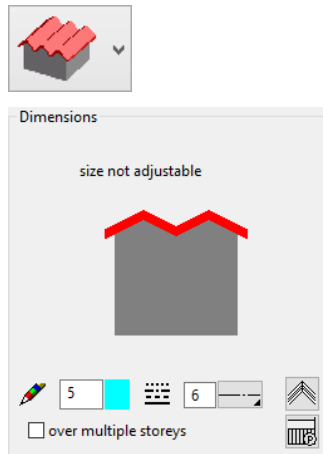 Dimensions
size not adjustable
5 6
over multiple storeys
P